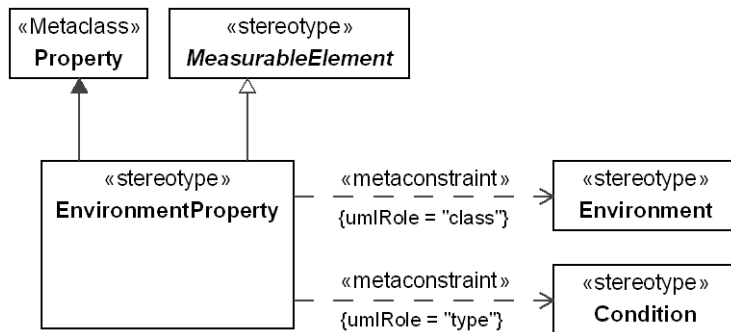 «Metaclass»
Property
«stereotype»
MeasurableElement
«stereotype»
EnvironmentProperty
«metaconstraint»
{umlRole = "class"}
«stereotype»
Environment
«metaconstraint»
{umlRole = "type"}
«stereotype»
Condition